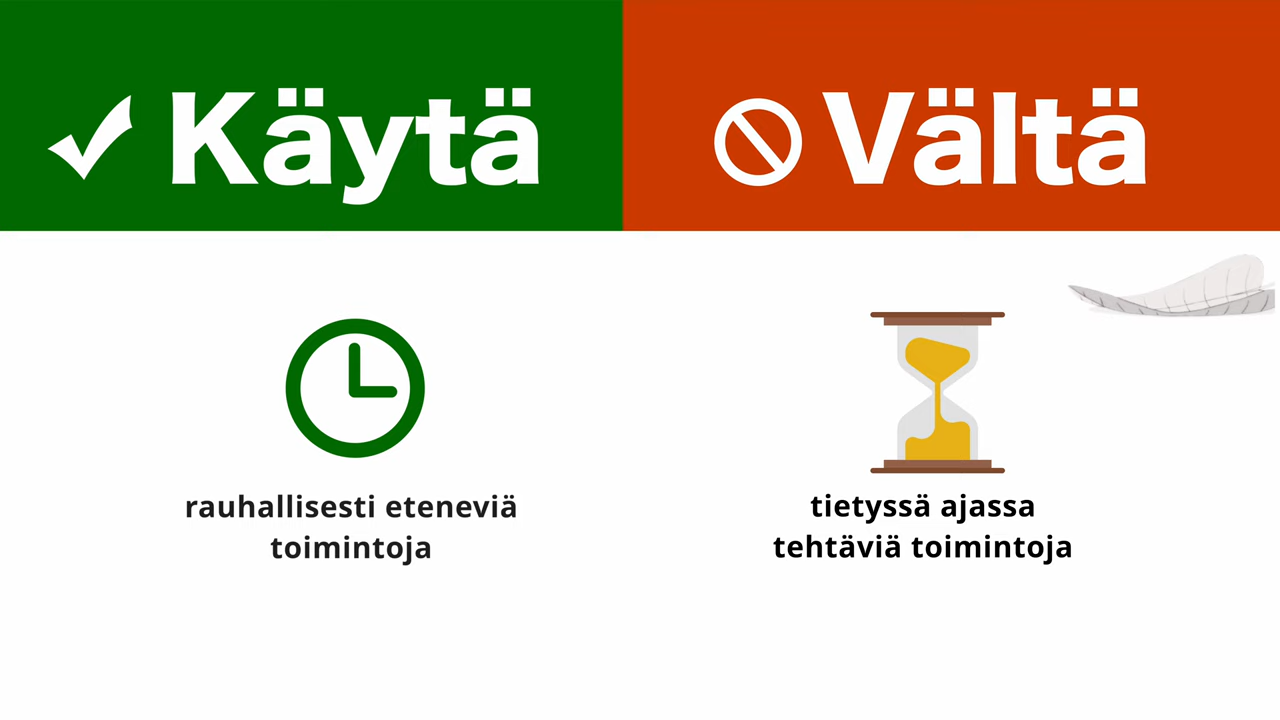 Käytä
Vältä
rauhallisesti eteneviä
toimintoja
tietyssä ajassa
tehtäviä toimintoja